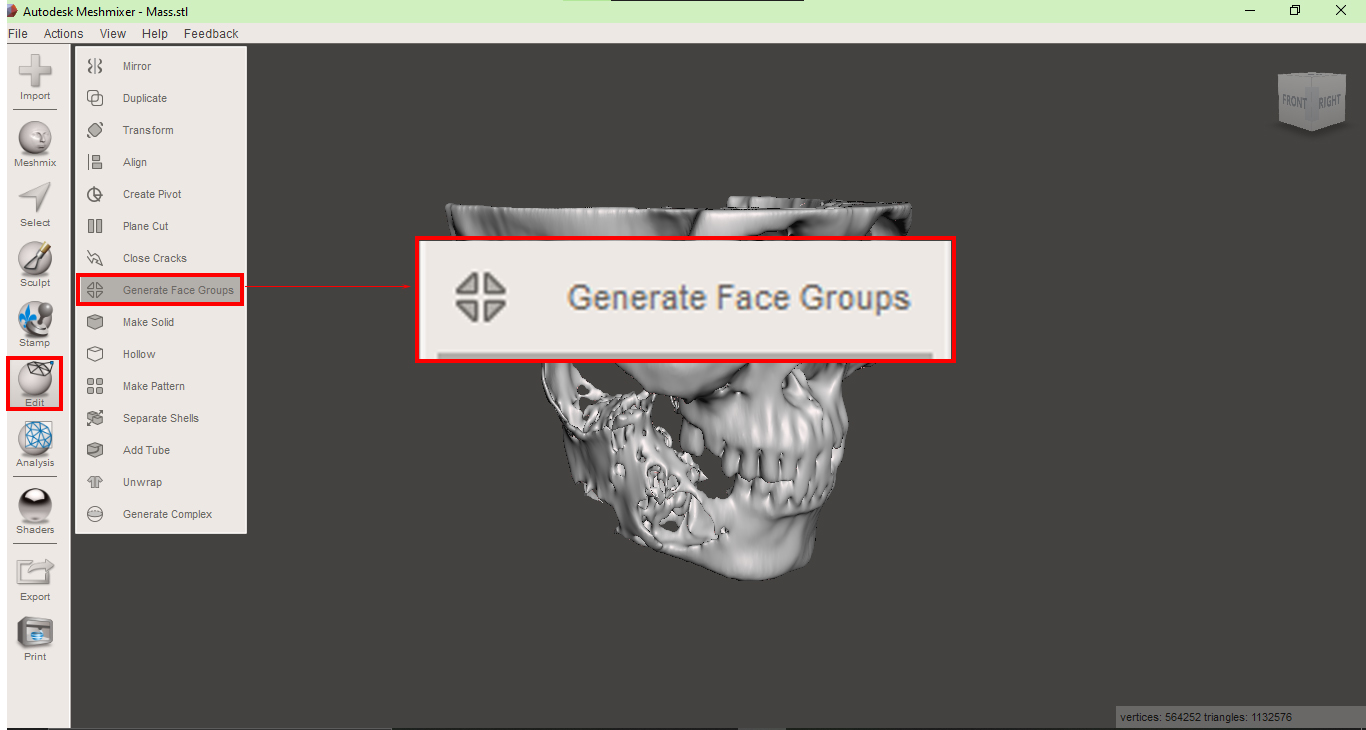 Autodesk Meshmixer - Mass.stl
File Actions View Help Feedback
Import
Meshmix
Select
Sculpt
Stamp
Edit
Analysis
Shaders
Export
Print
Mirror
Duplicate
Transform
Align
Create Pivot
Plane Cut
Close Cracks
Generate Face Groups
Make Solid
Hollow
Make Pattern
Separate Shells
Add Tube
Unwrap
Generate Complex
Generate Face Groups
FRONT RIGHT
vertices: 564252 triangles: 1132576